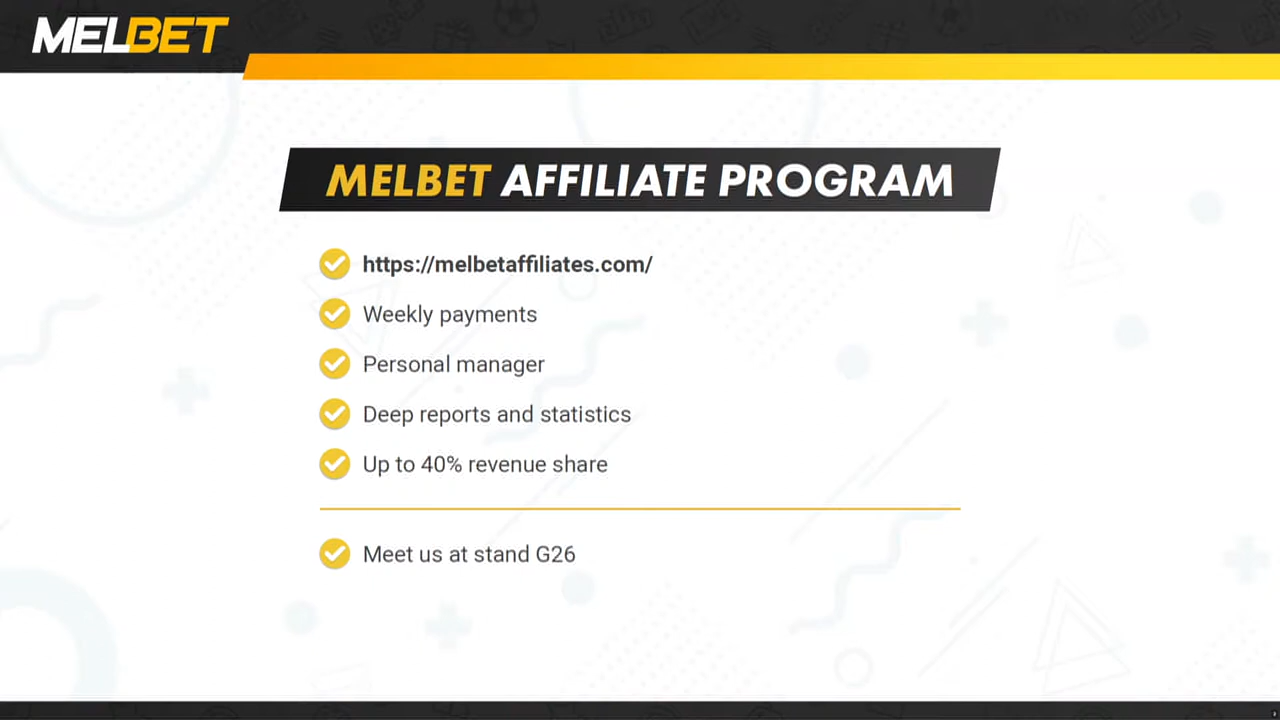 MELBET
MELBET AFFILIATE PROGRAM
https://melbetaffiliates.com/
Weekly payments
Personal manager
Deep reports and statistics
Up to 40% revenue share
Meet us at stand G26